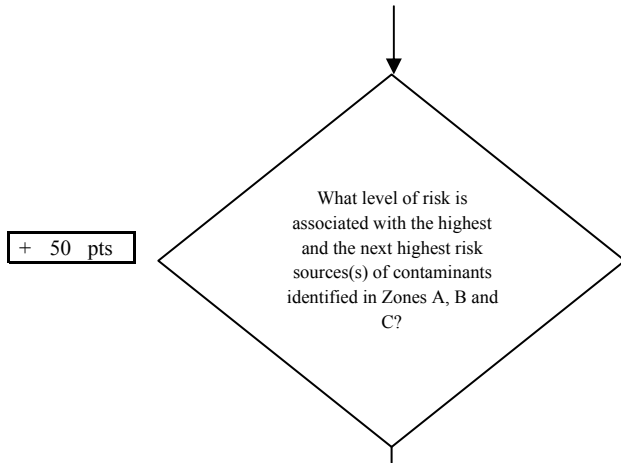 What level of risk is
associated with the highest
+ 50 pts
and the next highest risk
sources(s) of contaminants
identified in Zones A, B and
C?